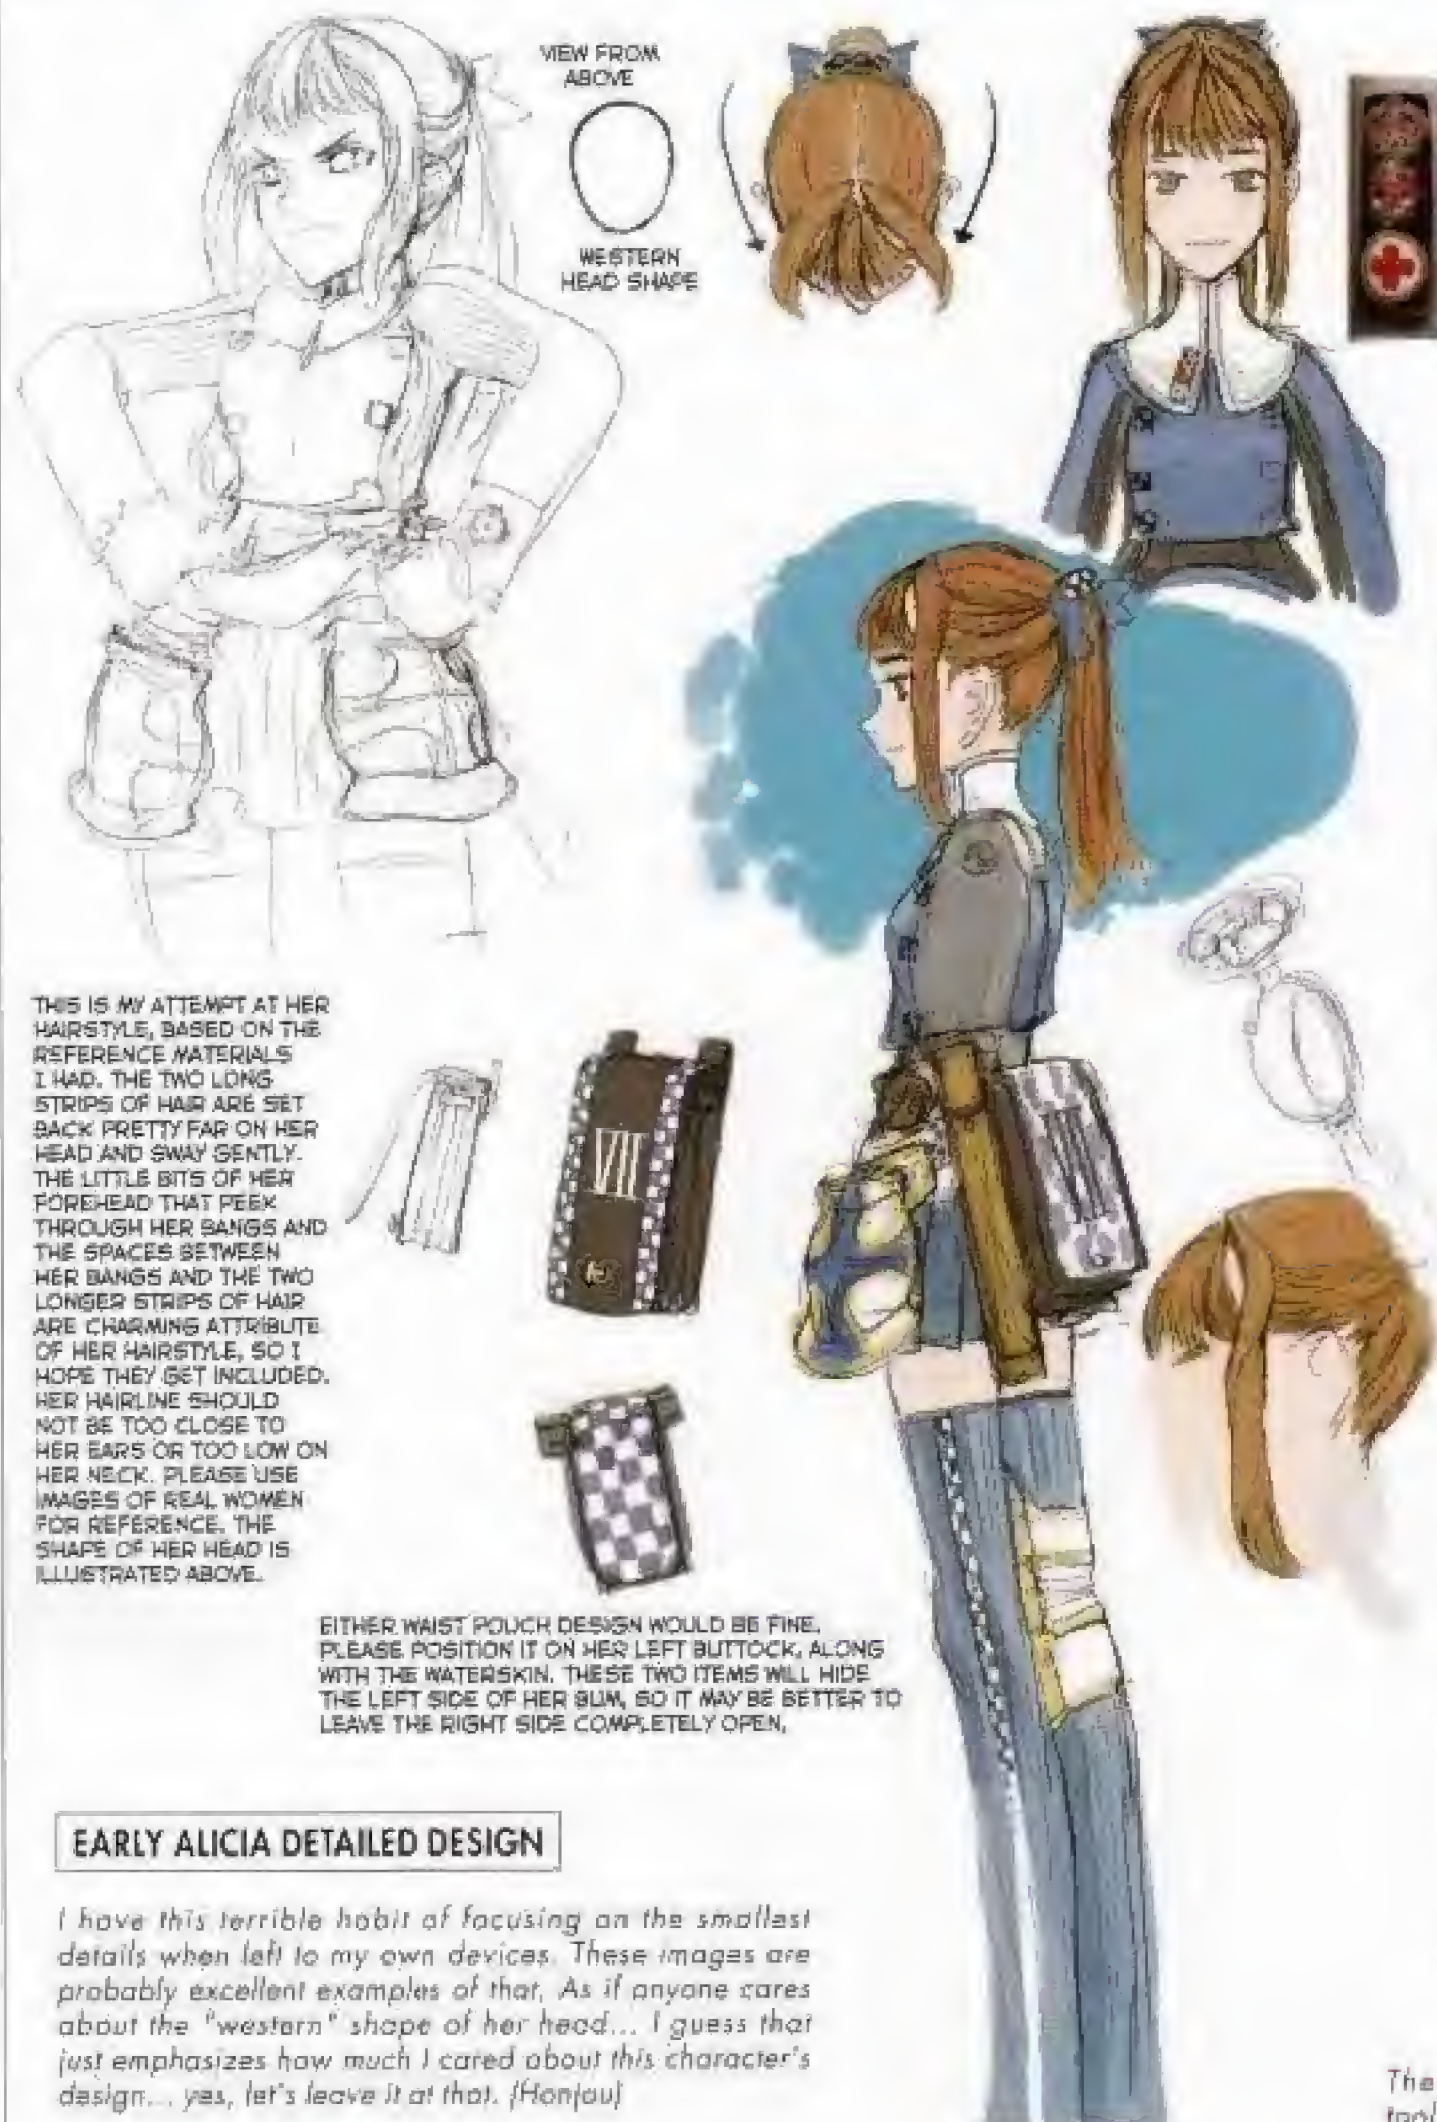 VIEW FROM
ABOVE
WESTERN
HEAD SHAPE
THIS IS MY ATTEMPT AT HER
HAIRSTYLE, BASED ON THE
REFERENCE MATERIALS
I HAD. THE TWO LONG
STRIPS OF HAIR ARE SET
BACK PRETTY FAR ON HER
HEAD AND SWAY GENTLY.
THE LITTLE BITS OF HER
FOREHEAD THAT PEEK
THROUGH HER BANGS AND
THE SPACES BETWEEN
HER BANGS AND THE TWO
LONGER STRIPS OF HAIR
ARE CHARMING ATTRIBUTE
OF HER HAIRSTYLE, SO I
HOPE THEY GET INCLUDED.
HER HAIRLINE SHOULD
NOT BE TOO CLOSE TO
HER EARS OR TOO LOW ON
HER NECK. PLEASE USE
IMAGES OF REAL WOMEN
FOR REFERENCE. THE
SHAPE OF HER HEAD IS
ILLUSTRATED ABOVE.
VII
EITHER WAIST POUCH DESIGN WOULD BE FINE.
PLEASE POSITION IT ON HER LEFT BUTTOCK, ALONG
WITH THE WATERSKIN. THESE TWO ITEMS WILL HIDE
THE LEFT SIDE OF HER BUM, SO IT MAY BE BETTER TO
LEAVE THE RIGHT SIDE COMPLETELY OPEN.
EARLY ALICIA DETAILED DESIGN
I have this terrible habit of focusing on the smallest
details when left to my own devices. These images are
probably excellent examples of that. As if anyone cares
about the "western" shape of her head... I guess that
just emphasizes how much I cared about this character's
design... yes, let's leave it at that. [Honjou]
The